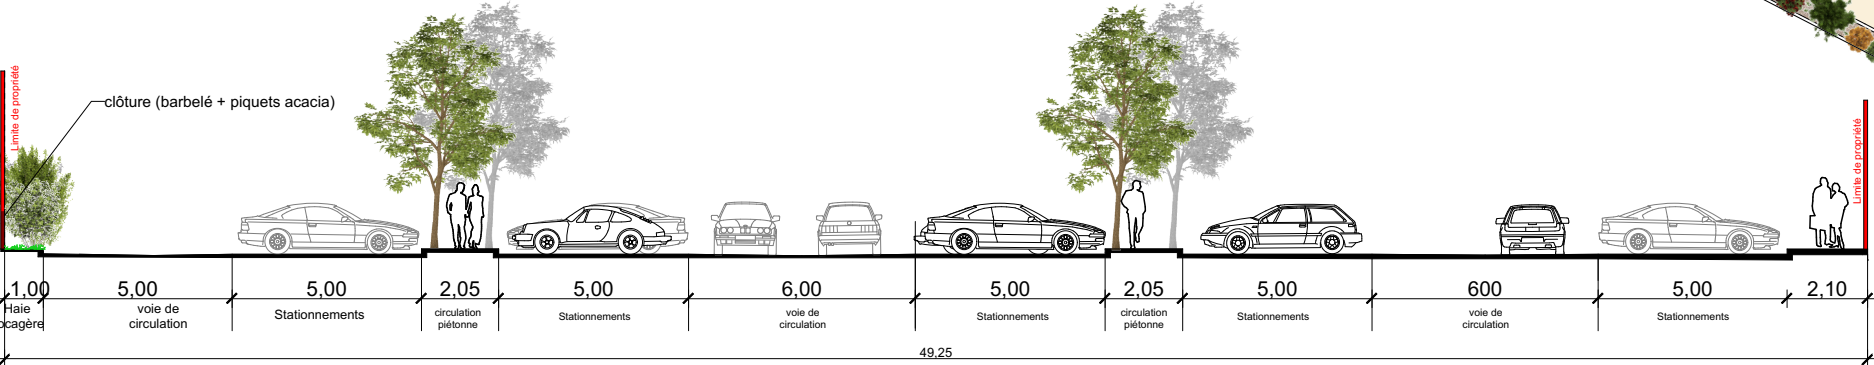 Limite de propriété
clôture (barbelé + piquets acacia)
Limite de propriété
1,00
5,00
5,00
2,05
5,00
6,00
5,00
2,05
5,00
600
5,00
2,10
Haie
ocagère
voie de
circulation
Stationnements
circulation
piétonne
Stationnements
voie de
circulation
Stationnements
circulation
piétonne
Stationnements
voie de
circulation
Stationnements
49,25